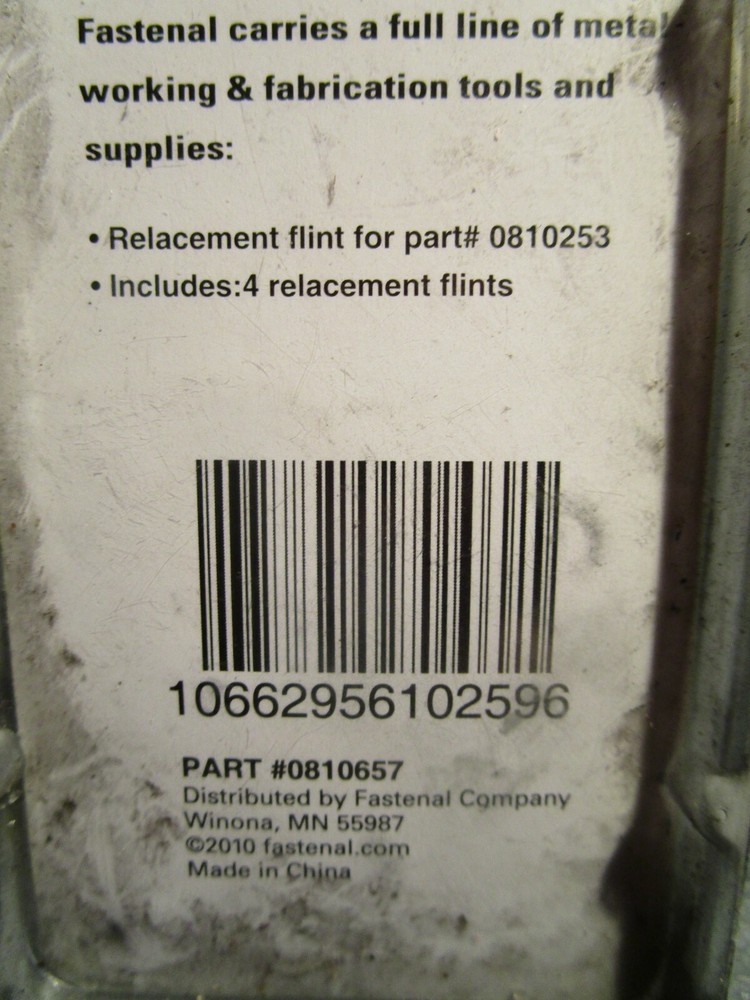 Fastenal carries a full line of metal
working & fabrication tools and
supplies:
• Relacement flint for part# 0810253
• Includes:4 relacement flints
10662956102596
PART #0810657
Distributed by Fastenal Company
Winona, MN 55987
©2010 fastenal.com
Made in China